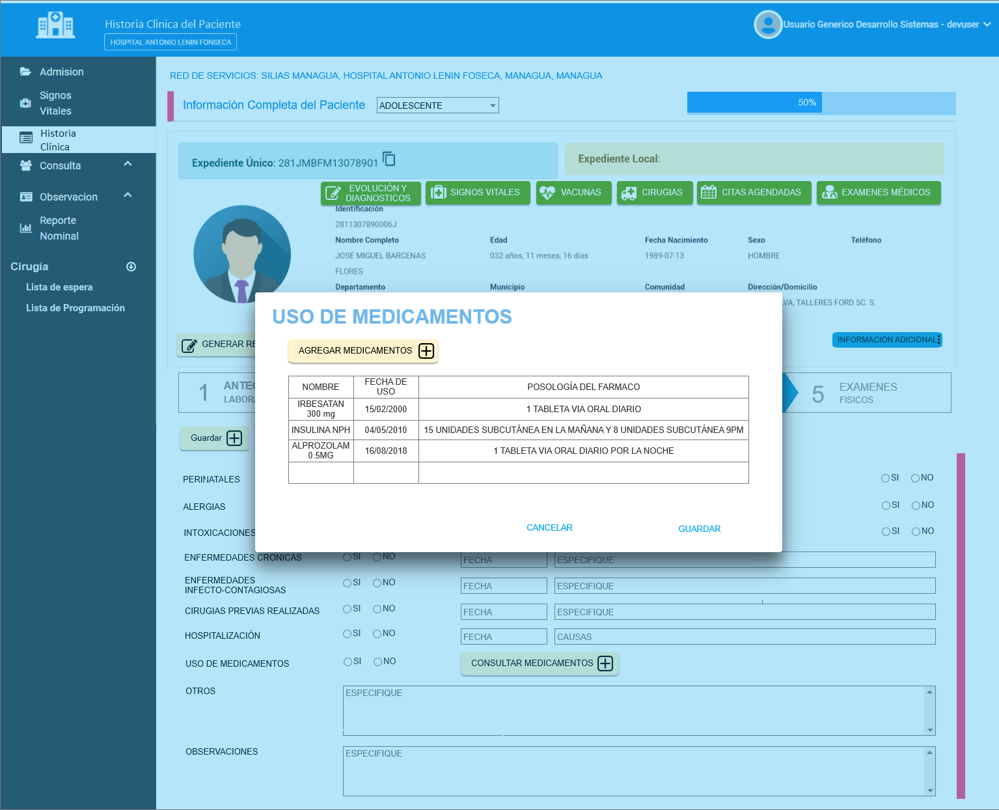 Historia Clinica del Paciente
HOSPITAL ANTONIO LENIN FONSECA
Usuario Generico Desarrollo Sistemas - devuser
Admision
Signos
Vitales
Historia
Clínica
Consulta
Observacion
Reporte
Nominal
Cirugía
Lista de espera
Lista de Programación
RED DE SERVICIOS: SILIAS MANAGUA, HOSPITAL ANTONIO LENIN FOSECA, MANAGUA, MANAGUA
Información Completa del Paciente
ADOLESCENTE
50%
Expediente Único: 281JMBFM13078901
Expediente Local:
EVOLUCIÓN Y
DIAGNOSTICOS
SIGNOS VITALES
VACUNAS
CIRUGIAS
CITAS AGENDADAS
EXAMENES MÉDICOS
Identificación
2811307890006J
Nombre Completo
Edad
Fecha Nacimiento
Sexo
Teléfono
JOSE MIGUEL BARCENAS
FLORES
032 años, 11 meses, 16 días
1989-07-13
HOMBRE
Departamento
Municipio
Comunidad
Dirección/Domicilio
VA, TALLERES FORD 5C. S.
GENERAR RE
INFORMACION ADICIONAL
1
ANTEC
LABORA
5
EXAMENES
FISICOS
Guardar
USO DE MEDICAMENTOS
AGREGAR MEDICAMENTOS
NOMBRE
FECHA DE
USO
POSOLOGÍA DEL FARMACO
IRBESATAN
300 mg
15/02/2000
1 TABLETA VIA ORAL DIARIO
INSULINA NPH
04/05/2010
15 UNIDADES SUBCUTÁNEA EN LA MAÑANA Y 8 UNIDADES SUBCUTÁNEA 9PM
ALPROZOLAM
0.5MG
16/08/2018
1 TABLETA VIA ORAL DIARIO POR LA NOCHE
CANCELAR
GUARDAR
PERINATALES
SI
NO
ALERGIAS
SI
NO
INTOXICACIONES
SI
NO
ENFERMEDADES CRONICAS
SI
NO
FECHA
ESPECIFIQUE
ENFERMEDADES
INFECTO-CONTAGIOSAS
SI
NO
FECHA
ESPECIFIQUE
CIRUGIAS PREVIAS REALIZADAS
SI
NO
FECHA
ESPECIFIQUE
HOSPITALIZACIÓN
SI
NO
FECHA
CAUSAS
USO DE MEDICAMENTOS
SI
NO
CONSULTAR MEDICAMENTOS
OTROS
ESPECIFIQUE
OBSERVACIONES
ESPECIFIQUE